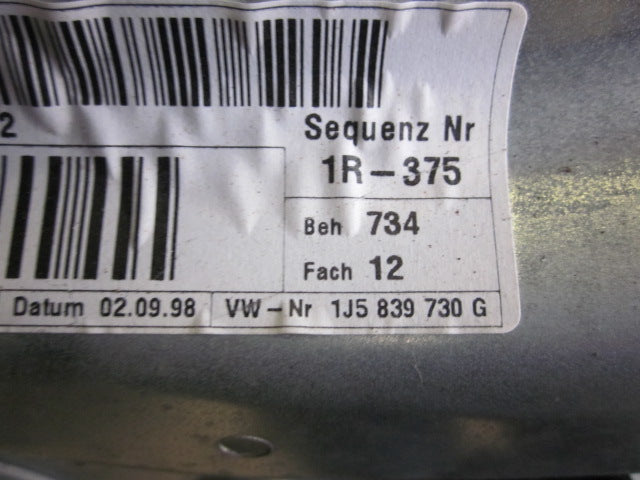 2
Sequenz Nr
1R-375
Beh 734
Fach 12
Datum 02.09.98 VW-Nr 1J5 839 730 G